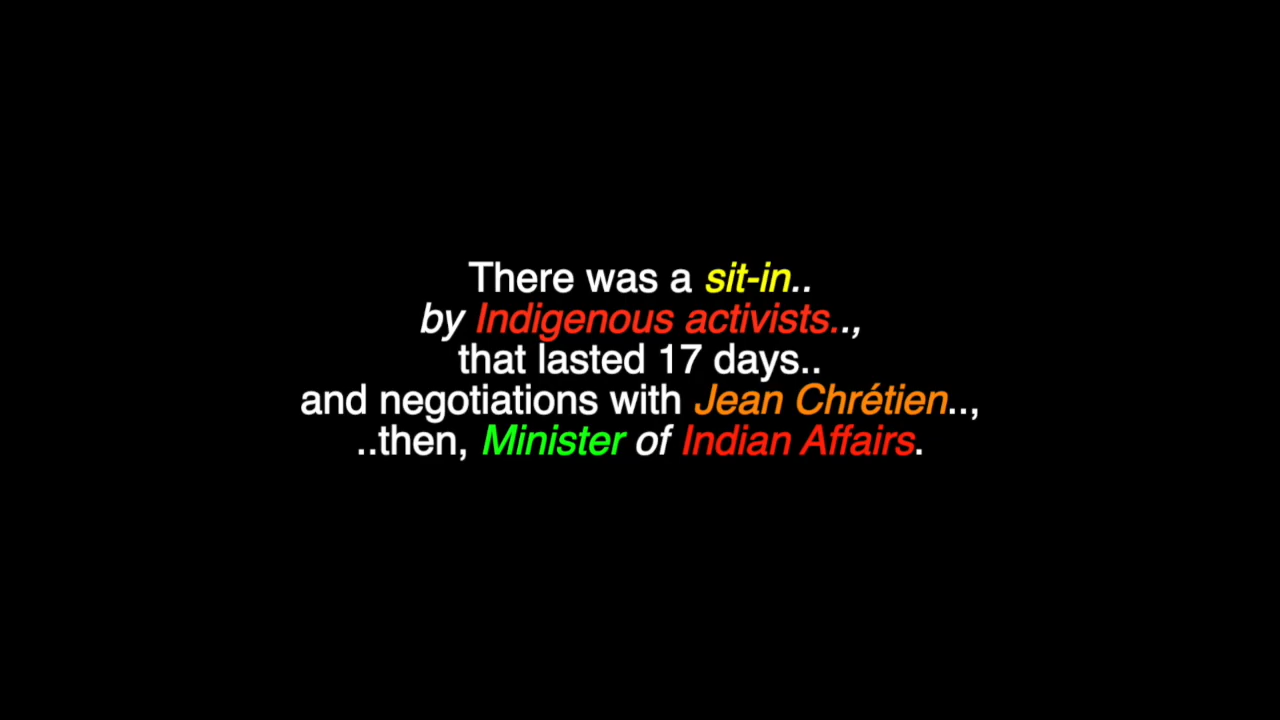 There was a sit-in..
by Indigenous activists..,
that lasted 17 days..
and negotiations with Jean Chrétien..,
..then, Minister of Indian Affairs.